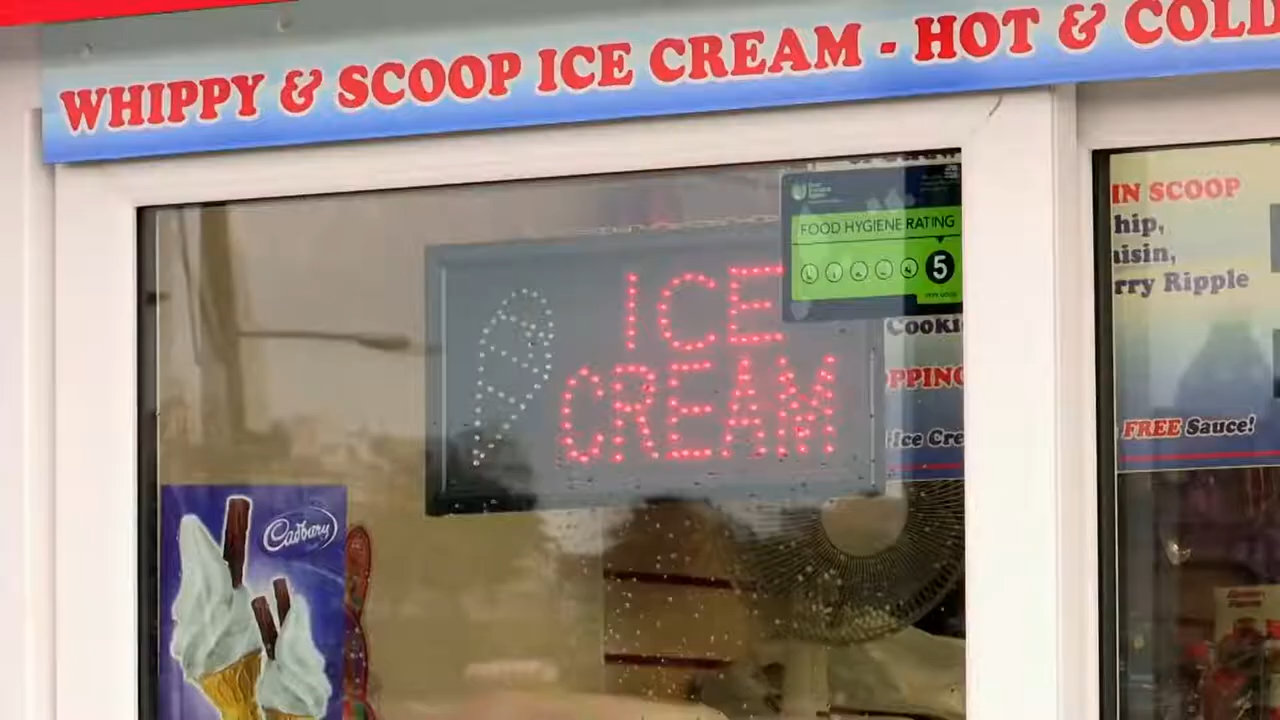 WHIPPY & SCOOP ICE CREAM - HOT & COLD
FOOD HYGIENE RATING
5
ICE
CREAM
Cadbury
PPING
Ice Cre
IN SCOOP
hip,
aisin,
rry Ripple
FREE Sauce!